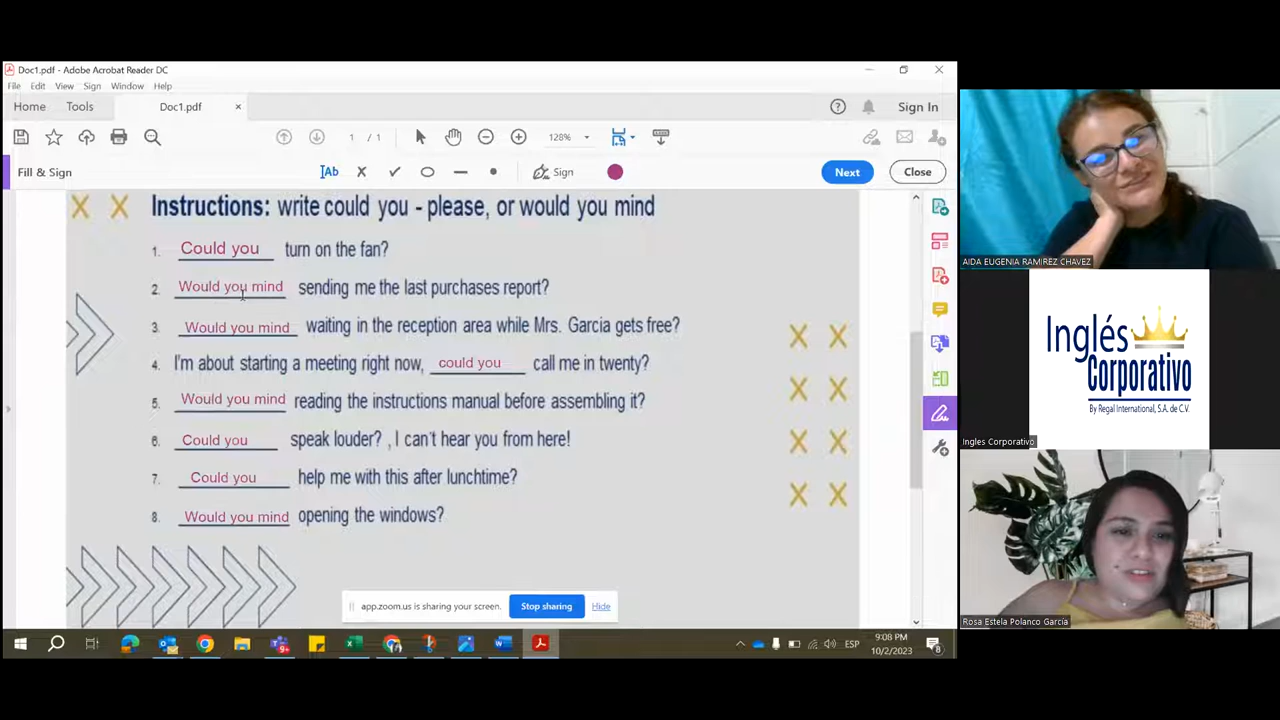 Doc1.pdf - Adobe Acrobat Reader DC
File Edit View Sign Window Help
Home Tools Doc1.pdf × Sign In
1 / 1 128%
Fill & Sign Ab Sign Next Close
X X Instructions: write could you - please, or would you mind
1. Could you turn on the fan?
2. Would you mind sending me the last purchases report?
3. Would you mind waiting in the reception area while Mrs. Garcia gets free?
4. I'm about starting a meeting right now, could you call me in twenty?
5. Would you mind reading the instructions manual before assembling it?
6. Could you speak louder? , I can't hear you from here!
7. Could you help me with this after lunchtime?
8. Would you mind opening the windows?
X X
X X
X X
X X
app.zoom.us is sharing your screen. Stop sharing Hide
ESP
9:08 PM
10/2/2023
AIDA EUGENIA RAMIREZ CHAVEZ
Inglés
Corporativo
By Regal International, S.A. de C.V.
Ingles Corporativo
Rosa Estela Polanco García